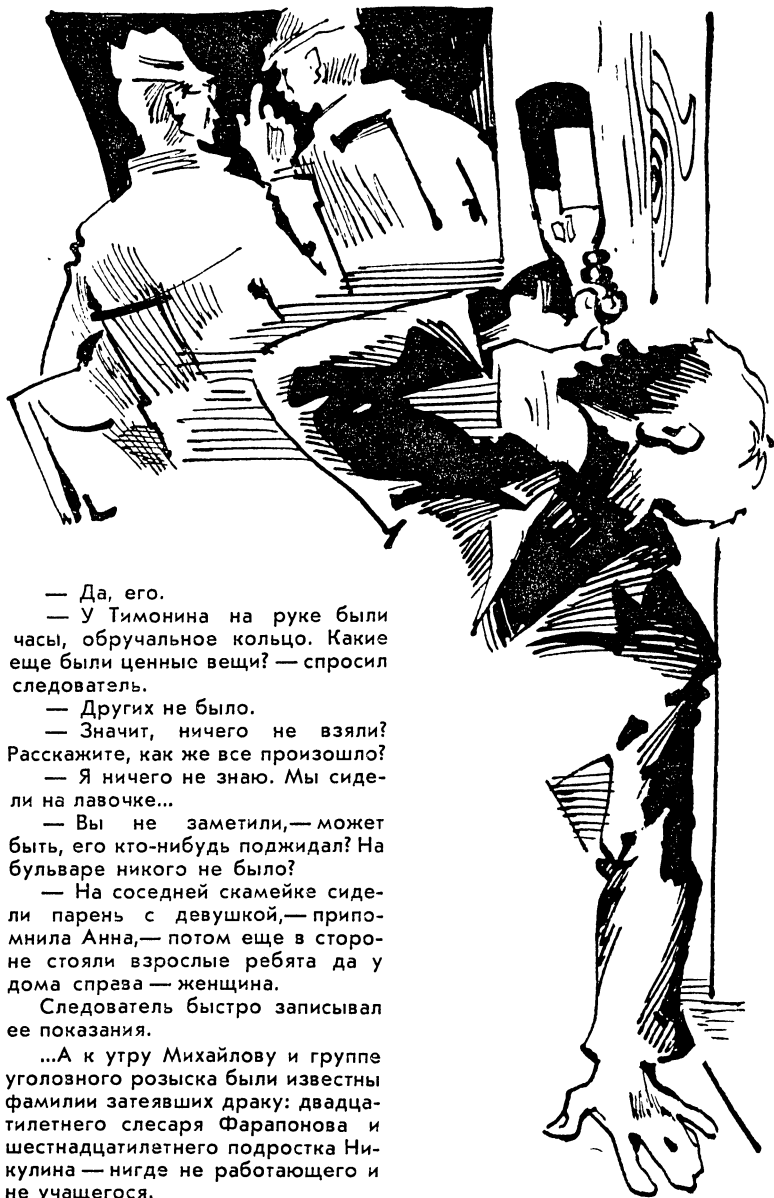 — Да, его.
— У Тимонина на руке были
часы, обручальное кольцо. Какие
еще были ценные вещи? — спросил
следователь.
— Других не было.
— Значит, ничего не взяли?
Расскажите, как же все произошло?
— Я ничего не знаю. Мы сиде-
ли на лавочке...
— Вы не заметили,— может
быть, его кто-нибудь поджидал? На
бульваре никого не было?
— На соседней скамейке сиде-
ли парень с девушкой,— припо-
мнила Анна,— потом еще в сторо-
не стояли взрослые ребята да у
дома справа — женщина.
Следователь быстро записывал
ее показания.
...А к утру Михайлову и группе
уголовного розыска были известны
фамилии затеявших драку: двадца-
тилетнего слесаря Фарапонова и
шестнадцатилетнего подростка Ни-
кулина — нигде не работающего и
не учащегося.